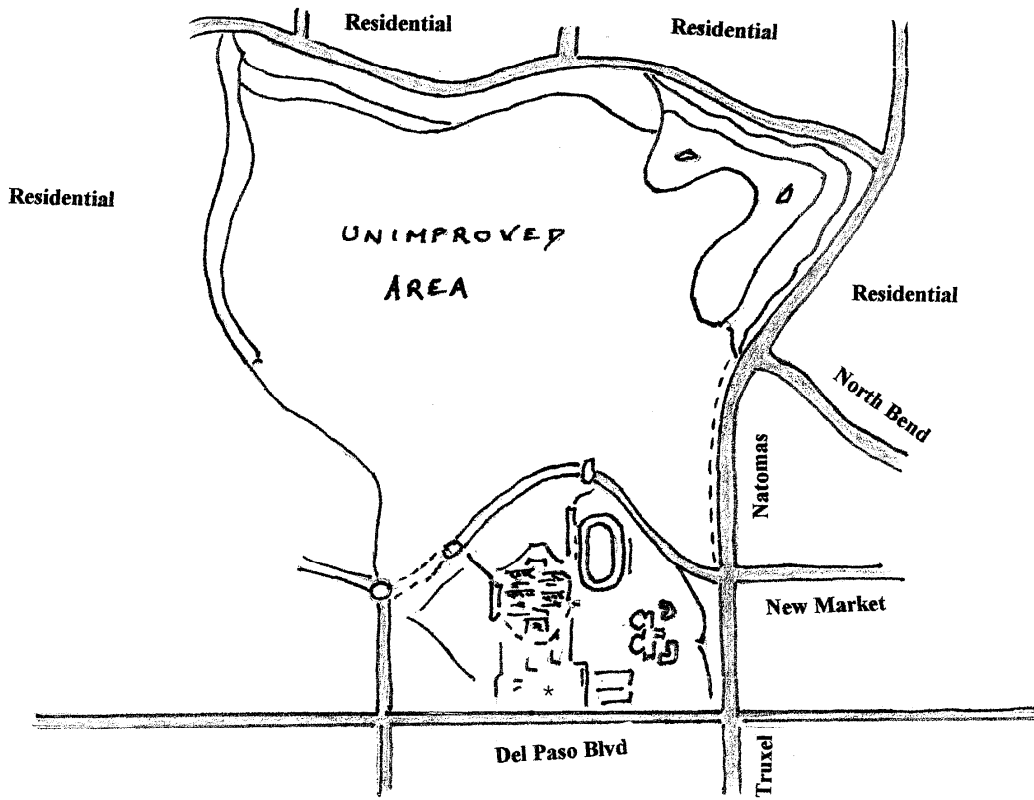 Residential
Residential
Residential
UNIMPROVED
AREA
Residential
North Bend
Natomas
New Market
*
Del Paso Blvd
Truxel